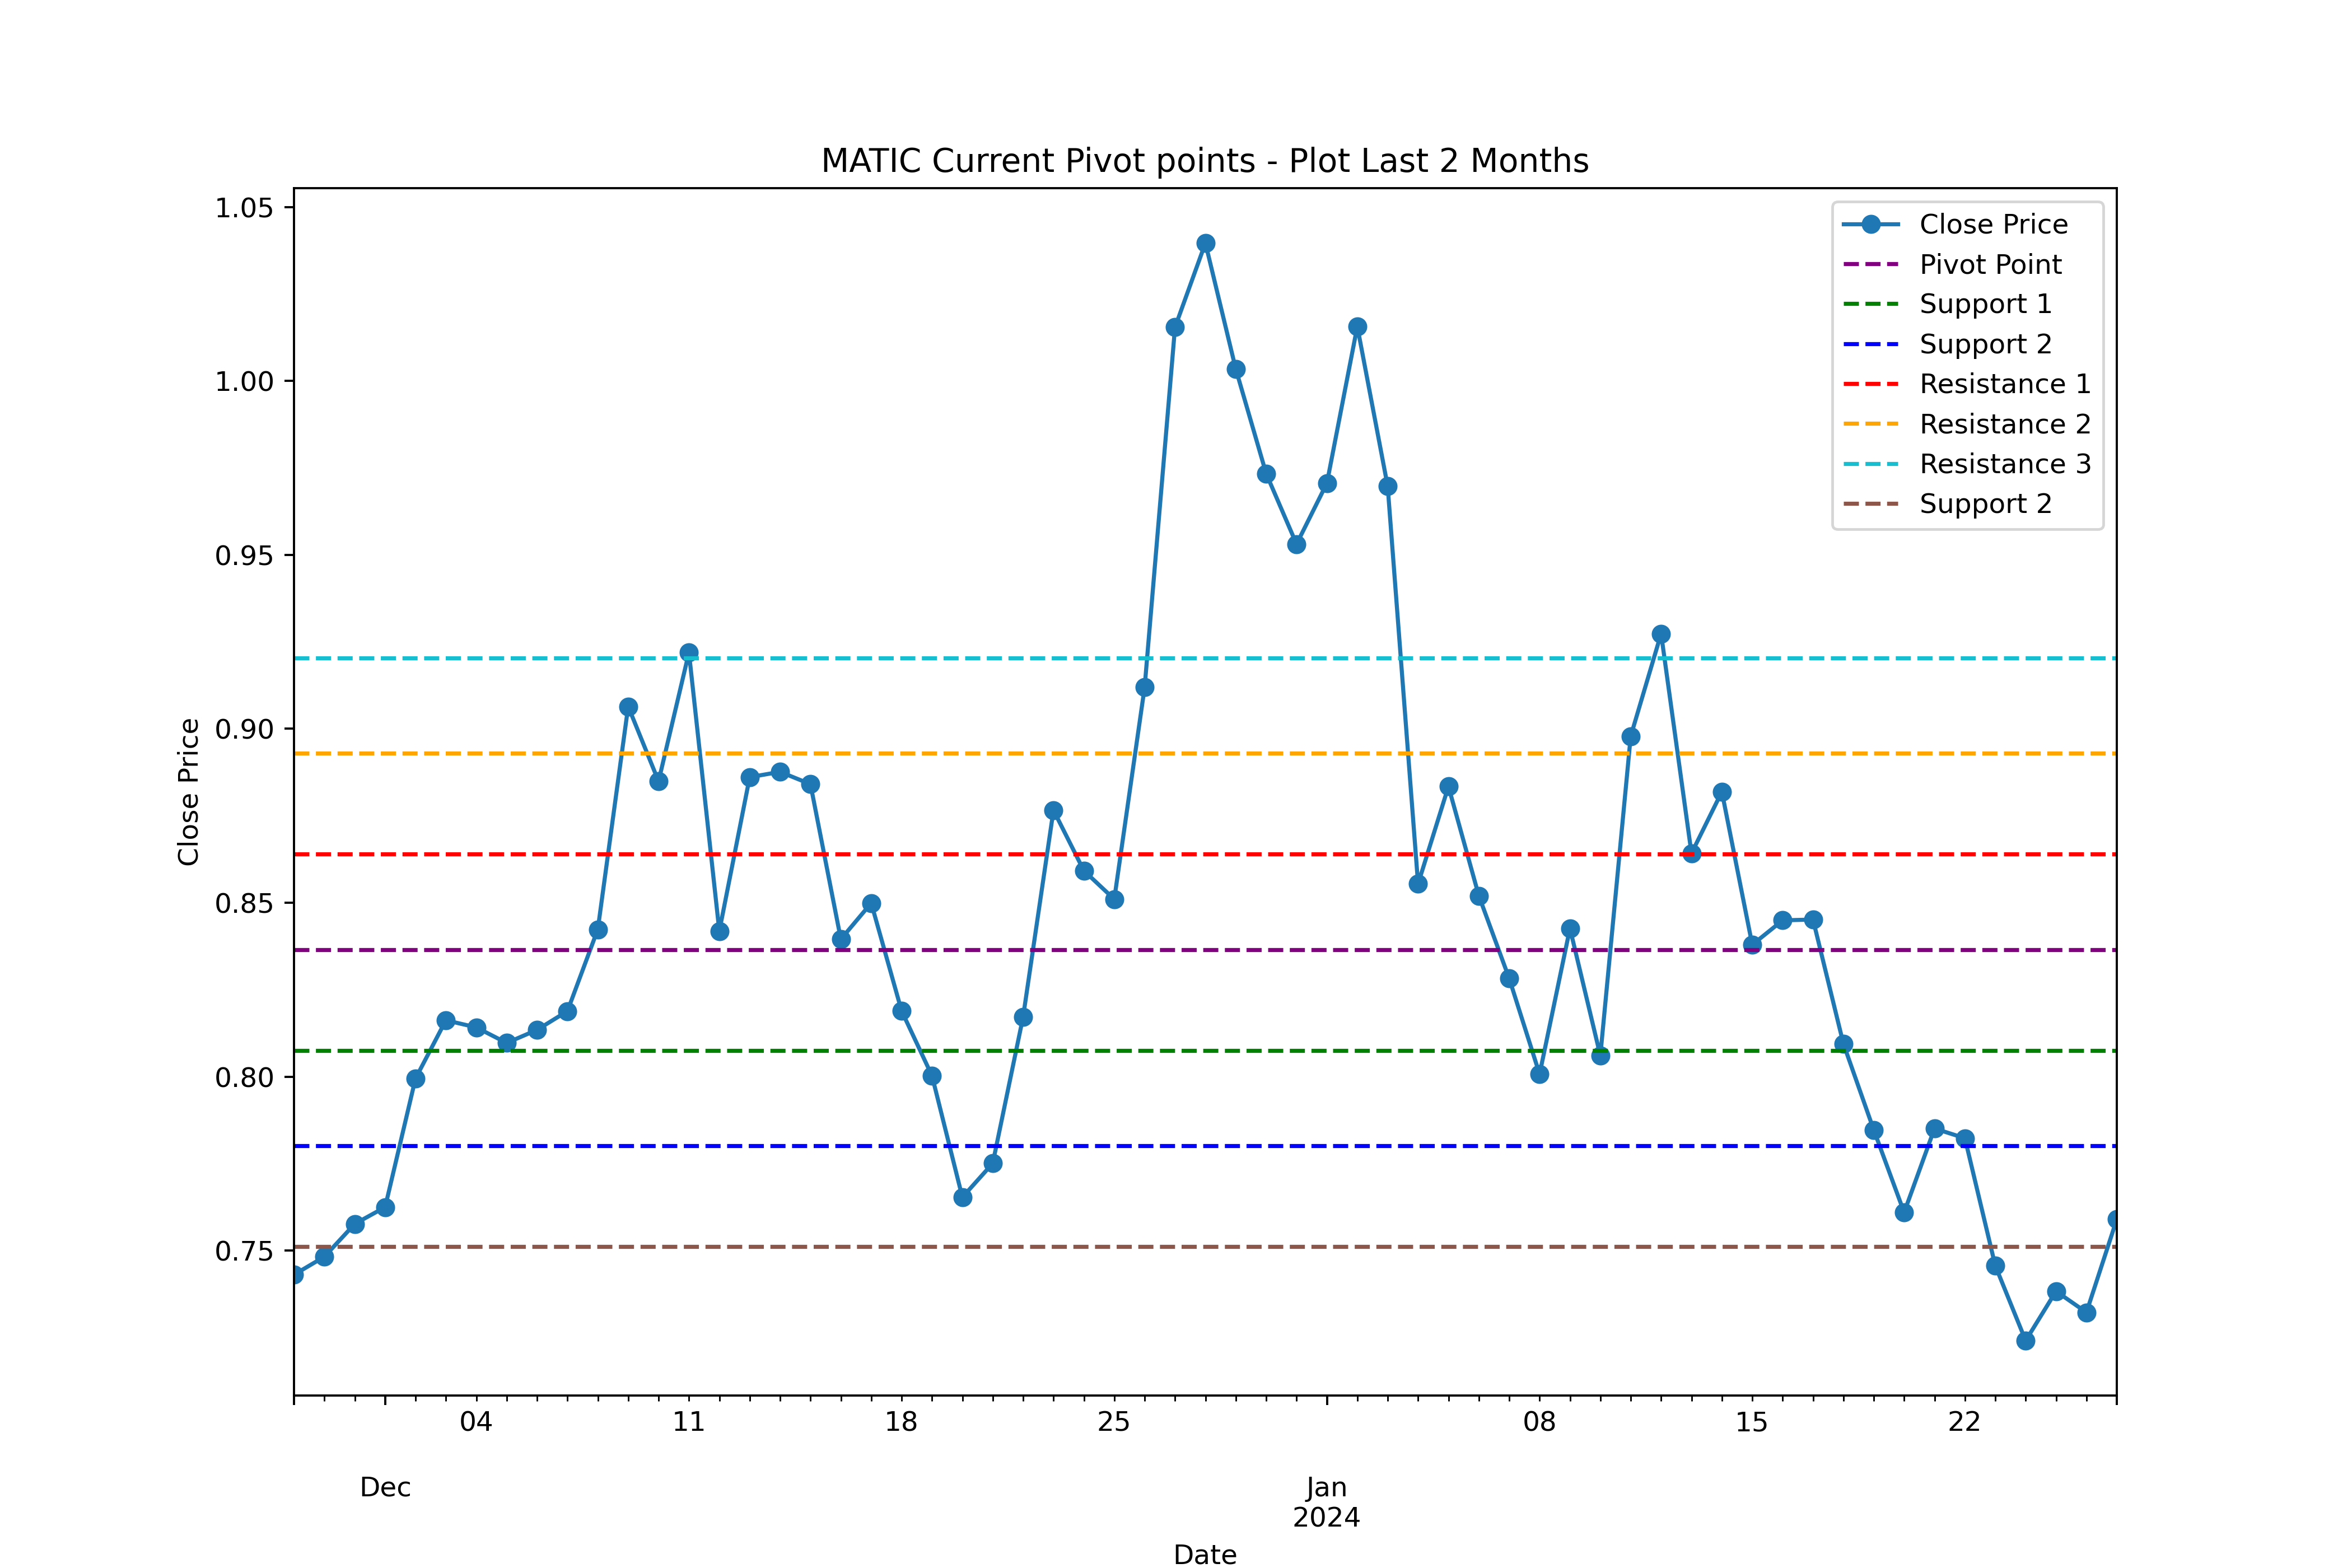 MATIC Current Pivot points - Plot Last 2 Months
1.05
1.00
0.95
0.90
0.85
0.80
0.75
Close Price
Close Price
Pivot Point
Support 1
Support 2
Resistance 1
Resistance 2
Resistance 3
Support 2
04 11 18 25 08 15 22
Dec Jan
2024
Date